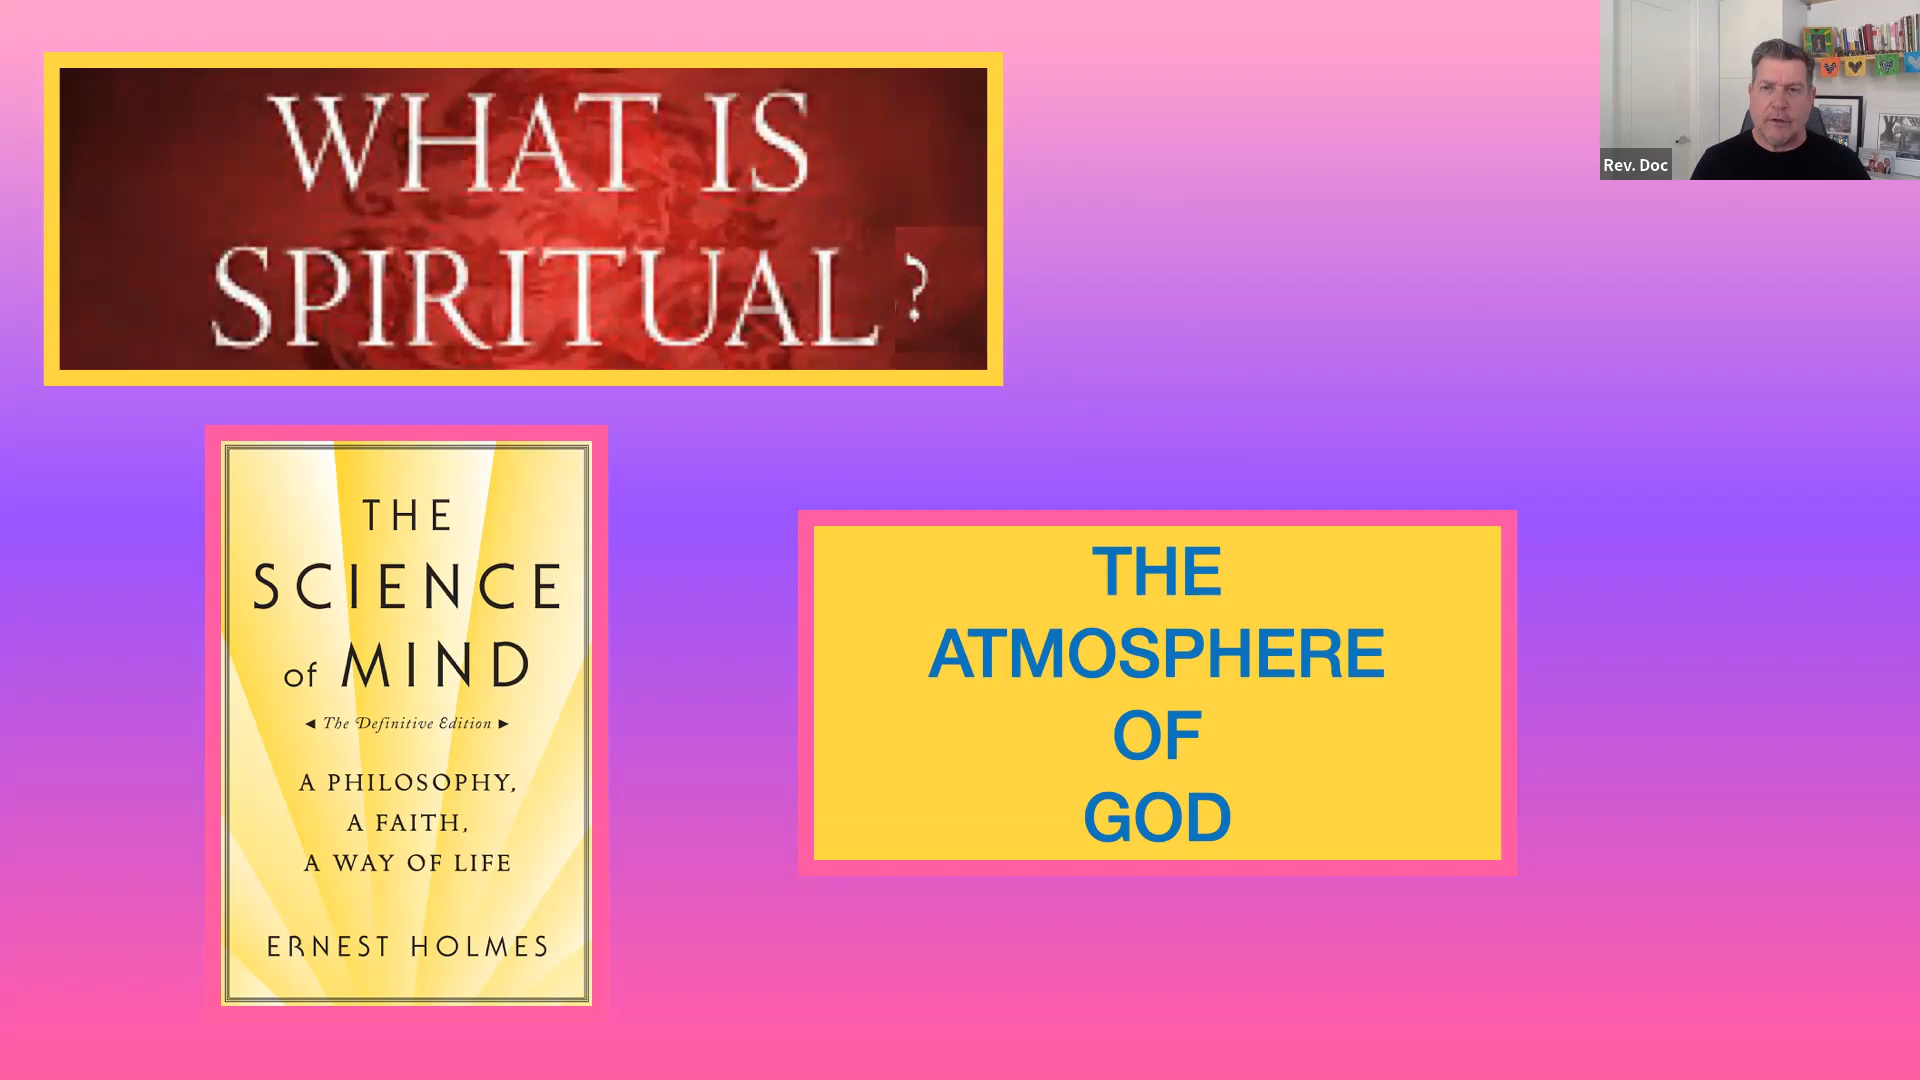 WHAT IS
SPIRITUAL ?
Rev. Doc
THE
SCIENCE
of MIND
◄ The Definitive Edition ►
A PHILOSOPHY,
A FAITH,
A WAY OF LIFE
ERNEST HOLMES
THE
ATMOSPHERE
OF
GOD